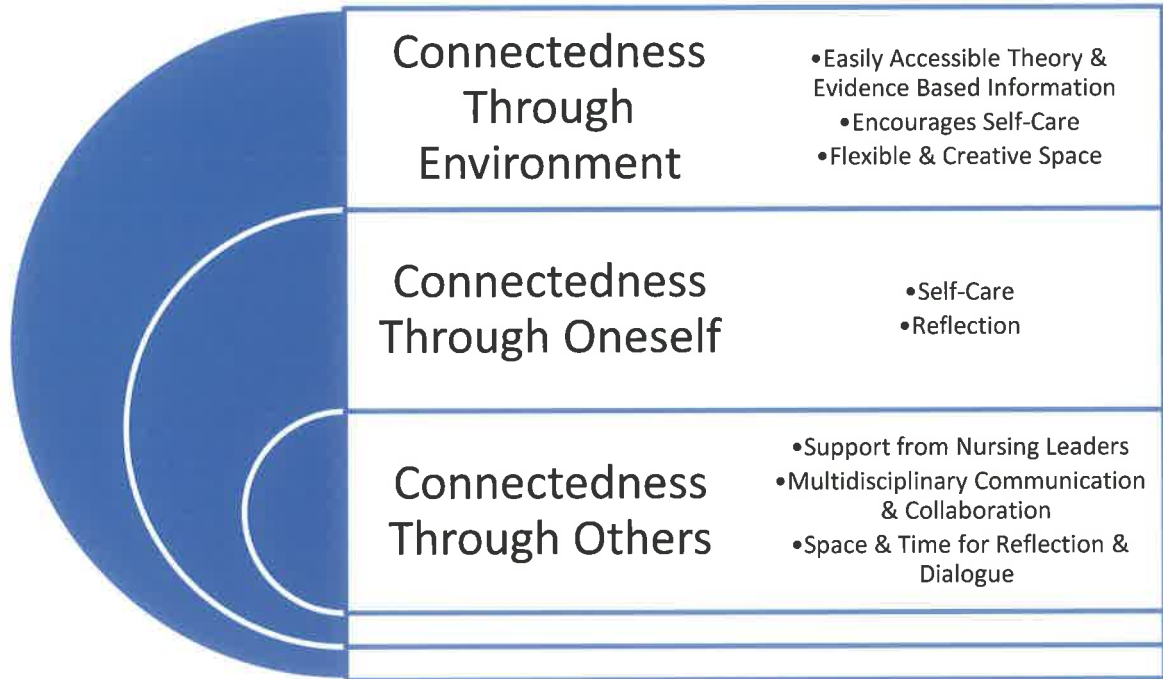 Connectedness
Through
Environment
•Easily Accessible Theory &
Evidence Based Information
•Encourages Self-Care
•Flexible & Creative Space
Connectedness
Through Oneself
•Self-Care
•Reflection
Connectedness
Through Others
•Support from Nursing Leaders
•Multidisciplinary Communication
& Collaboration
•Space & Time for Reflection &
Dialogue